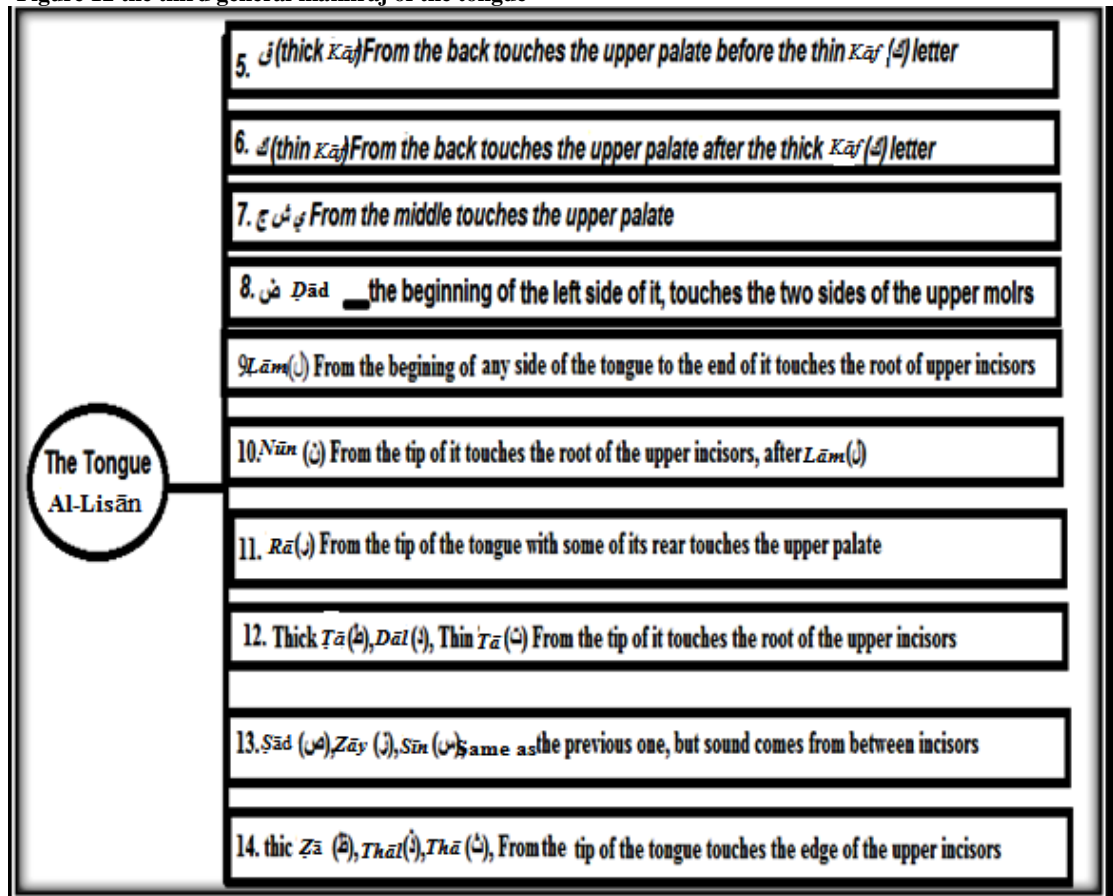 Figure 12 the third general makhraj of the tongue
5. ق (thick Kāf) From the back touches the upper palate before the thin Kāf (ك) letter
6. ك (thin Kāf) From the back touches the upper palate after the thick Kāf (ك) letter
7. ي ش ج From the middle touches the upper palate
8. ض Ḍād the beginning of the left side of it, touches the two sides of the upper molrs
9. Lām (ل) From the begining of any side of the tongue to the end of it touches the root of upper incisors
10. Nūn (ن) From the tip of it touches the root of the upper incisors, after Lām (ل)
The Tongue
Al-Lisān
11. Rā (ر) From the tip of the tongue with some of its rear touches the upper palate
12. Thick Ṭā (ط), Dāl (د), Thin Tā (ت) From the tip of it touches the root of the upper incisors
13. Ṣād (ص), Zāy (ز), Sīn (س), Same as the previous one, but sound comes from between incisors
14. thic Ẓā (ظ), Thāl (ذ), Thā (ث), From the tip of the tongue touches the edge of the upper incisors